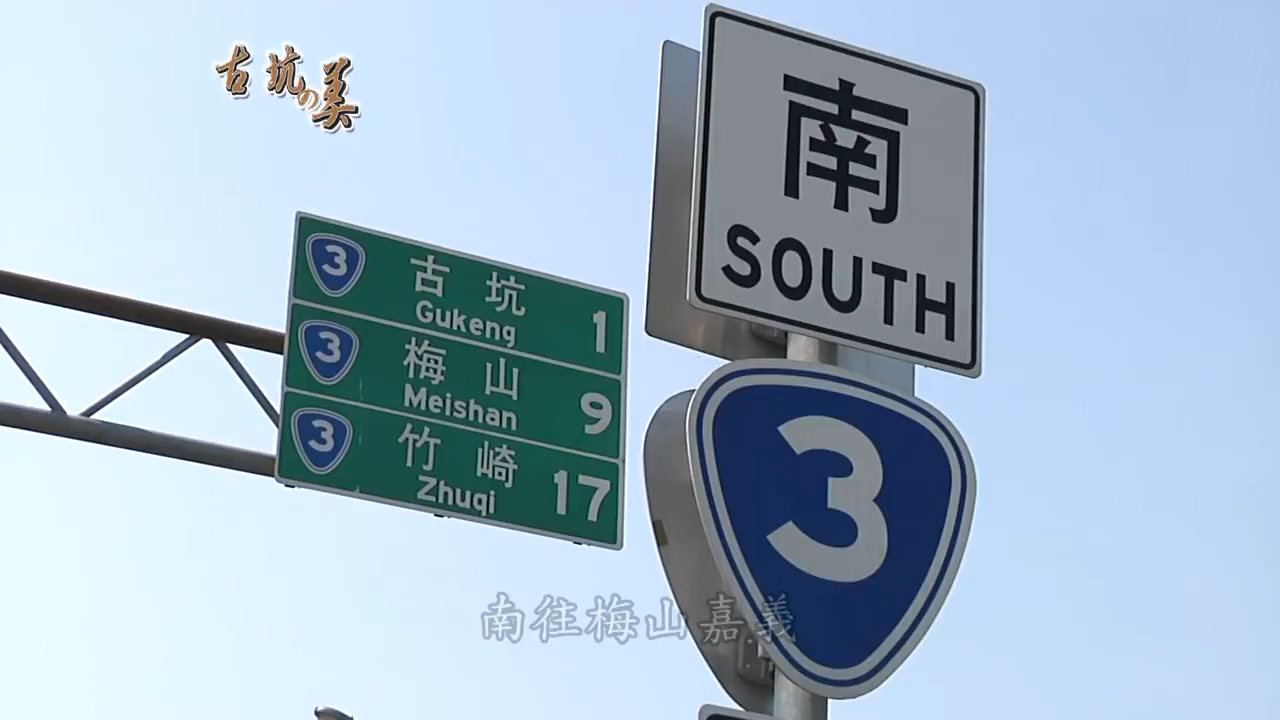 古坑の美
南
SOUTH
3
3 古坑 1
Gukeng
3 梅山 9
Meishan
3 竹崎 17
Zhuqi
南往梅山嘉義